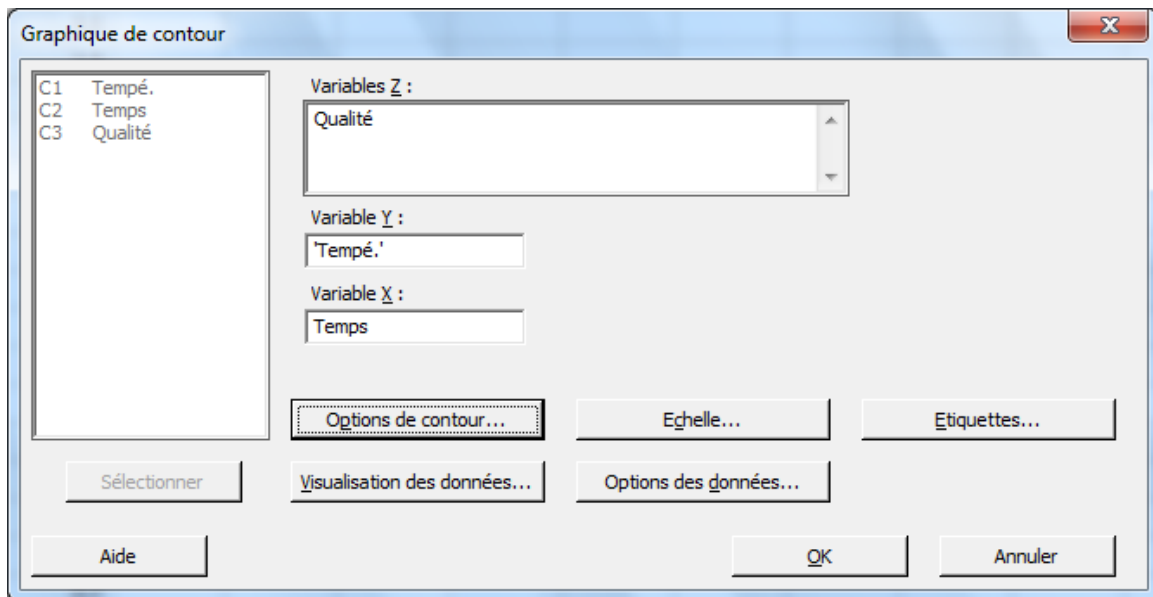 Graphique de contour
C1 Tempé.
C2 Temps
C3 Qualité
Variables Z :
Qualité
Variable Y :
'Tempé.'
Variable X :
Temps
Options de contour...
Echelle...
Etiquettes...
Sélectionner
Visualisation des données...
Options des données...
Aide
OK
Annuler